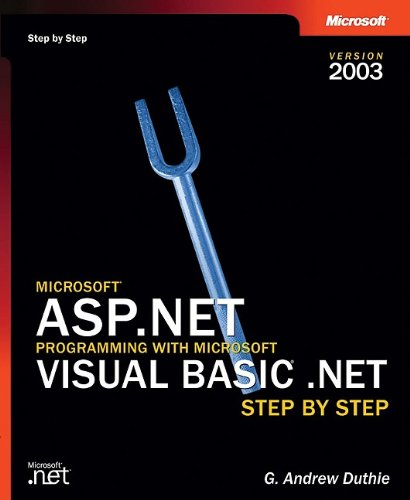 Microsoft®
Step by Step
VERSION
2003
MICROSOFT®
ASP.NET
PROGRAMMING WITH MICROSOFT
VISUAL BASIC® .NET
STEP BY STEP
Microsoft®
.net™
G. Andrew Duthie